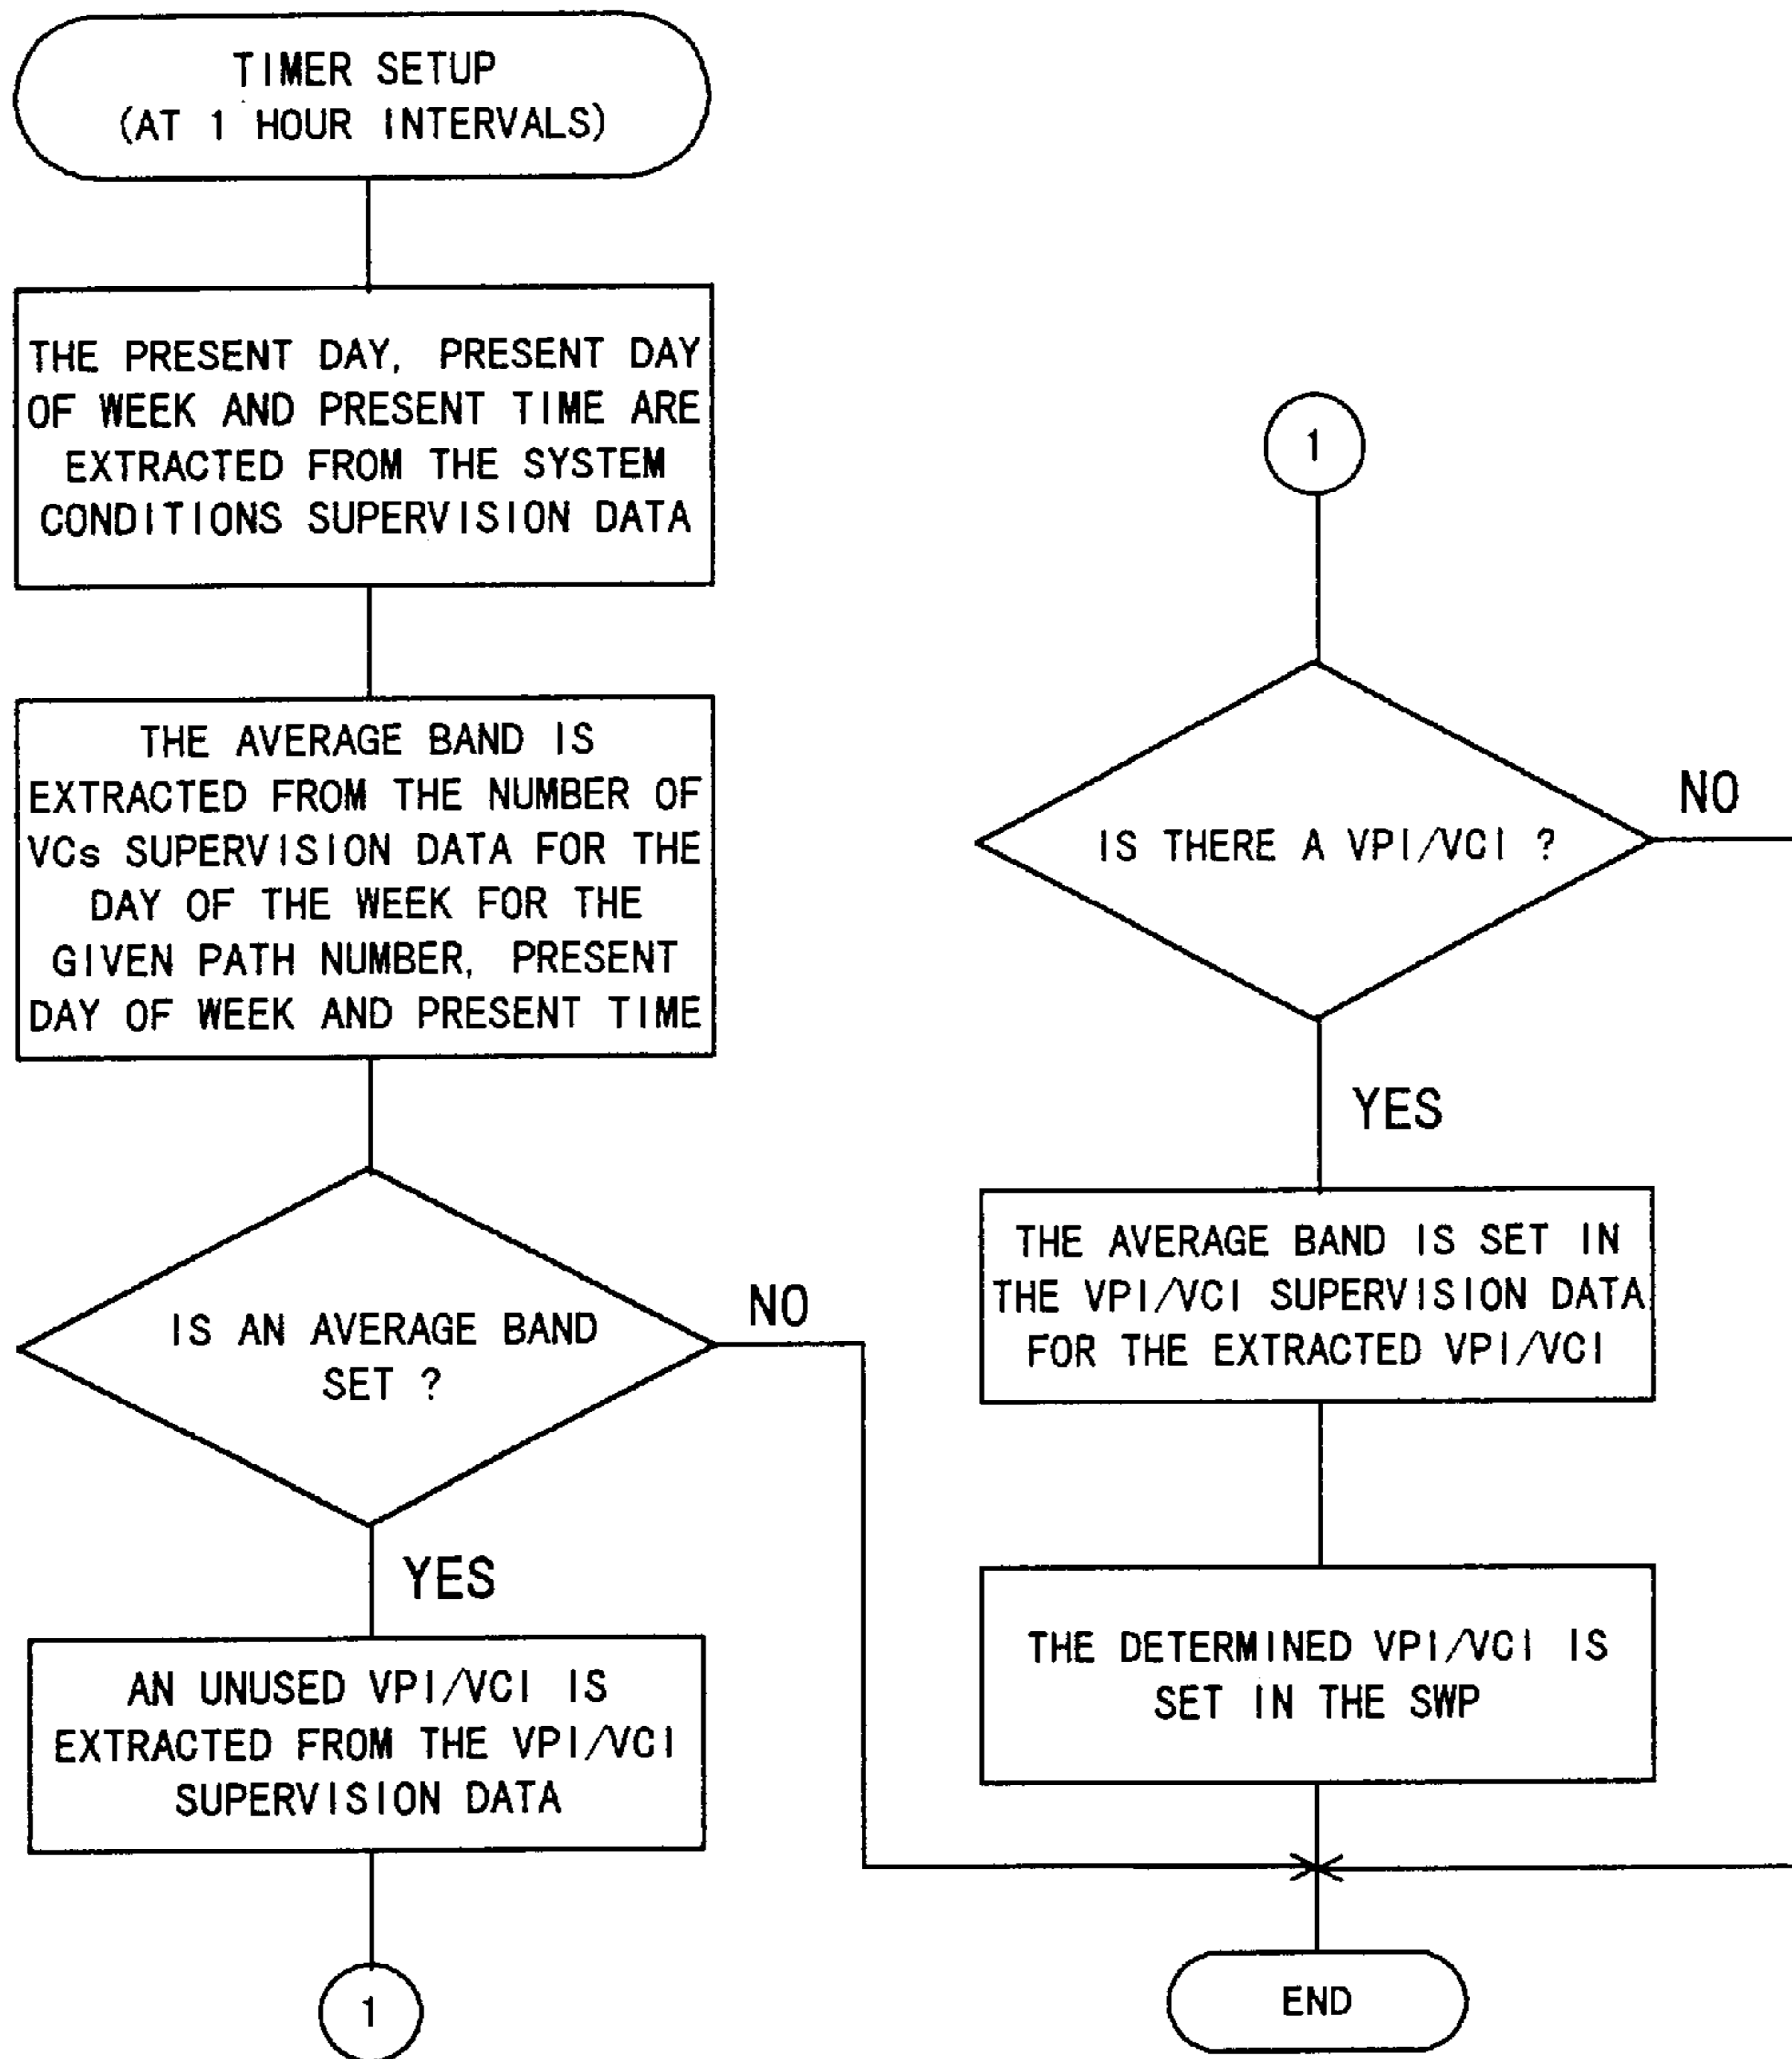 TIMER SETUP
(AT 1 HOUR INTERVALS)
THE PRESENT DAY, PRESENT DAY
OF WEEK AND PRESENT TIME ARE
EXTRACTED FROM THE SYSTEM
CONDITIONS SUPERVISION DATA
THE AVERAGE BAND IS
EXTRACTED FROM THE NUMBER OF
VCs SUPERVISION DATA FOR THE
DAY OF THE WEEK FOR THE
GIVEN PATH NUMBER, PRESENT
DAY OF WEEK AND PRESENT TIME
IS AN AVERAGE BAND
SET ?
NO
YES
AN UNUSED VPI/VCI IS
EXTRACTED FROM THE VPI/VCI
SUPERVISION DATA
1
1
IS THERE A VPI/VCI ?
NO
YES
THE AVERAGE BAND IS SET IN
THE VPI/VCI SUPERVISION DATA
FOR THE EXTRACTED VPI/VCI
THE DETERMINED VPI/VCI IS
SET IN THE SWP
END